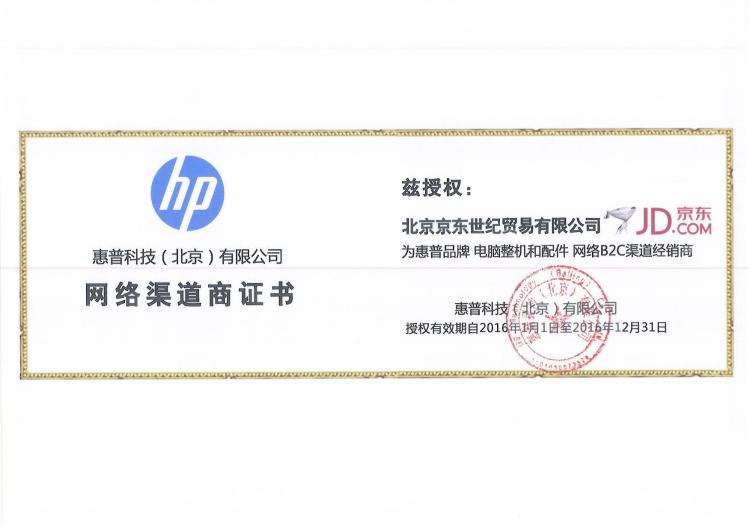 hp
惠普科技（北京）有限公司
网络渠道商证书
兹授权：
北京京东世纪贸易有限公司
JD京东
.COM
为惠普品牌 电脑整机和配件 网络B2C渠道经销商
惠普科技（北京）有限公司
授权有效期自2016年1月1日至2016年12月31日